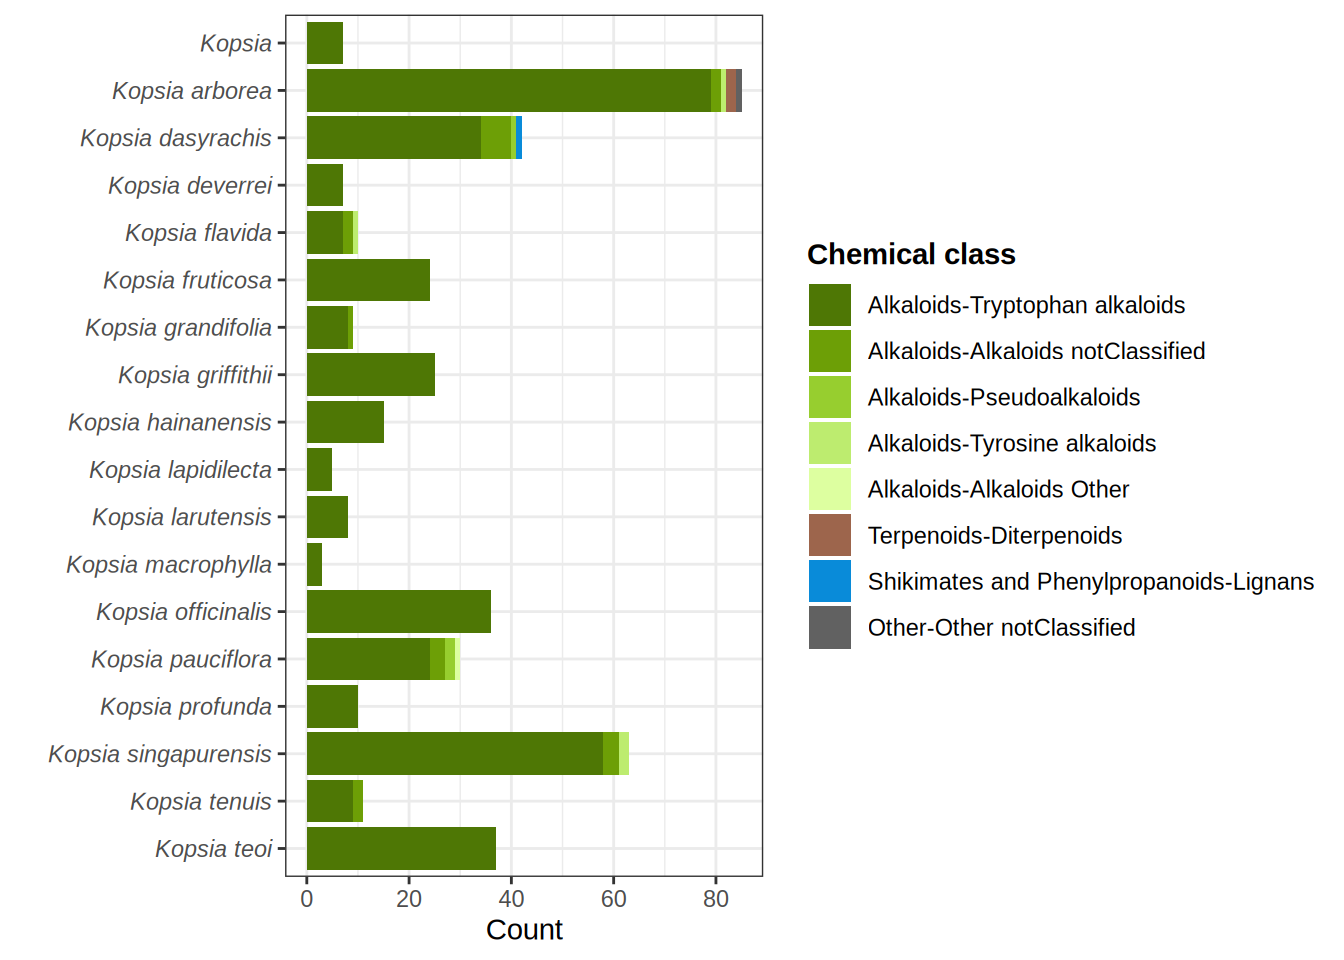 Kopsia
Kopsia arborea
Kopsia dasyrachis
Kopsia deverrei
Kopsia flavida
Kopsia fruticosa
Kopsia grandifolia
Kopsia griffithii
Kopsia hainanensis
Kopsia lapidilecta
Kopsia larutensis
Kopsia macrophylla
Kopsia officinalis
Kopsia pauciflora
Kopsia profunda
Kopsia singapurensis
Kopsia tenuis
Kopsia teoi
0 20 40 60 80
Count
Chemical class
Alkaloids-Tryptophan alkaloids
Alkaloids-Alkaloids notClassified
Alkaloids-Pseudoalkaloids
Alkaloids-Tyrosine alkaloids
Alkaloids-Alkaloids Other
Terpenoids-Diterpenoids
Shikimates and Phenylpropanoids-Lignans
Other-Other notClassified